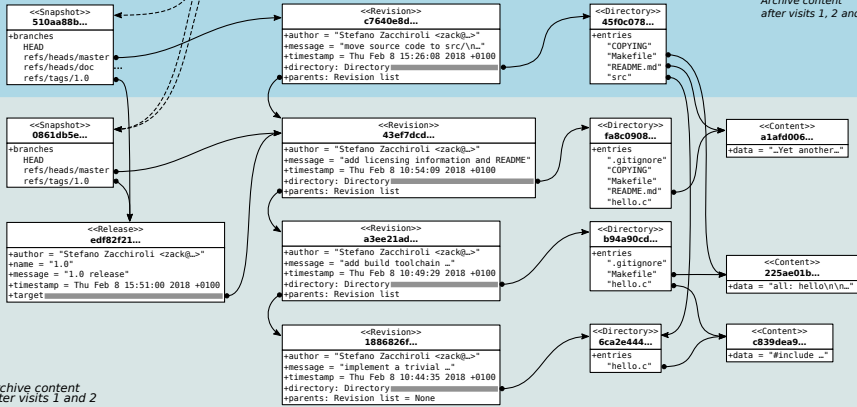 <<Snapshot>>
510aa88b…
+branches
HEAD
refs/heads/master
refs/heads/doc ...
refs/tags/1.0
<<Revision>>
c7640e8d…
+author = "Stefano Zacchiroli <zack@…>"
+message = "move source code to src/\n…"
+timestamp = Thu Feb 8 15:26:08 2018 +0100
+directory: Directory
+parents: Revision list
<<Directory>>
45f0c078…
+entries
"COPYING"
"Makefile"
"README.md"
"src"
Archive content
after visits 1, 2 and
<<Snapshot>>
0861db5e…
+branches
HEAD
refs/heads/master
refs/tags/1.0
<<Revision>>
43ef7dcd…
+author = "Stefano Zacchiroli <zack@…>"
+message = "add licensing information and README"
+timestamp = Thu Feb 8 10:54:09 2018 +0100
+directory: Directory
+parents: Revision list
<<Directory>>
fa8c0908…
+entries
".gitignore"
"COPYING"
"Makefile"
"README.md"
"hello.c"
<<Content>>
a1afd006…
+data = "…Yet another…"
<<Release>>
edf82f21…
+author = "Stefano Zacchiroli <zack@…>"
+name = "1.0"
+message = "1.0 release"
+timestamp = Thu Feb 8 15:51:00 2018 +0100
+target
<<Revision>>
a3ee21ad…
+author = "Stefano Zacchiroli <zack@…>"
+message = "add build toolchain …"
+timestamp = Thu Feb 8 10:49:29 2018 +0100
+directory: Directory
+parents: Revision list
<<Directory>>
b94a90cd…
+entries
".gitignore"
"Makefile"
"hello.c"
<<Content>>
225ae01b…
+data = "all: hello\n\n…"
<<Revision>>
1886826f…
+author = "Stefano Zacchiroli <zack@…>"
+message = "implement a trivial …"
+timestamp = Thu Feb 8 10:44:35 2018 +0100
+directory: Directory
+parents: Revision list = None
<<Directory>>
6ca2e444…
+entries
"hello.c"
<<Content>>
c839dea9…
+data = "#include …"
rchive content
ter visits 1 and 2